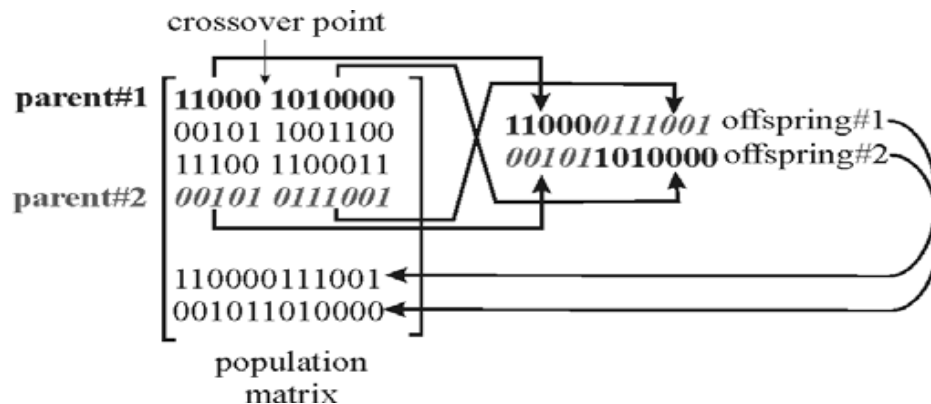 crossover point
parent#1 11000 1010000
00101 1001100
11100 1100011
parent#2 00101 0111001
110000111001
001011010000
population
matrix
110000111001 offspring#1
001011010000 offspring#2